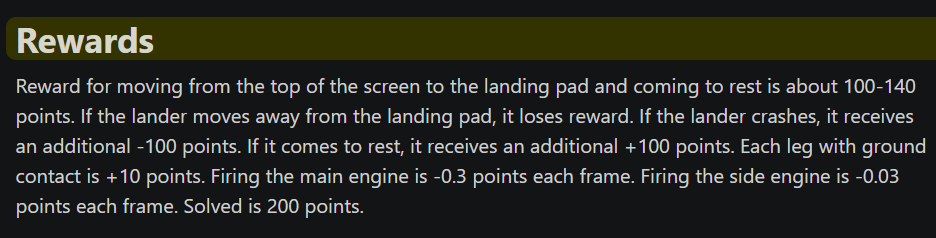 Rewards
Reward for moving from the top of the screen to the landing pad and coming to rest is about 100-140
points. If the lander moves away from the landing pad, it loses reward. If the lander crashes, it receives
an additional -100 points. If it comes to rest, it receives an additional +100 points. Each leg with ground
contact is +10 points. Firing the main engine is -0.3 points each frame. Firing the side engine is -0.03
points each frame. Solved is 200 points.